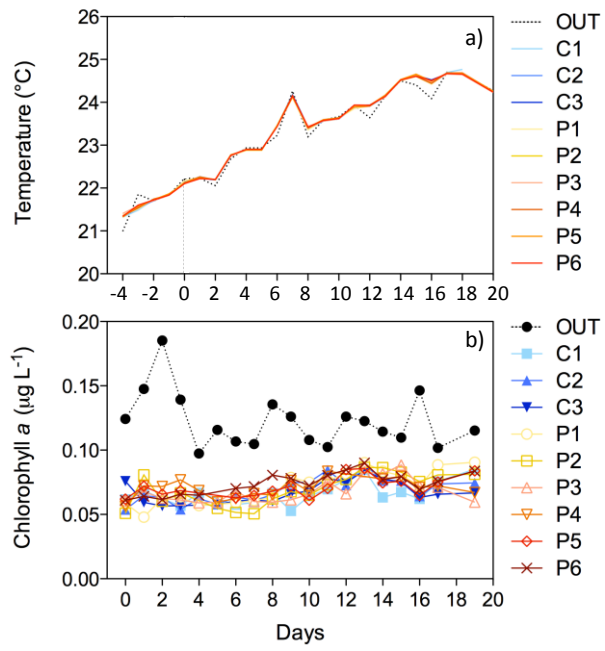 a)
Temperature (°C)
26
25
24
23
22
21
20
-4 -2 0 2 4 6 8 10 12 14 16 18 20
OUT
C1
C2
C3
P1
P2
P3
P4
P5
P6
b)
Chlorophyll a (µg L-1)
0.20
0.15
0.10
0.05
0.00
0 2 4 6 8 10 12 14 16 18 20
Days
OUT
C1
C2
C3
P1
P2
P3
P4
P5
P6